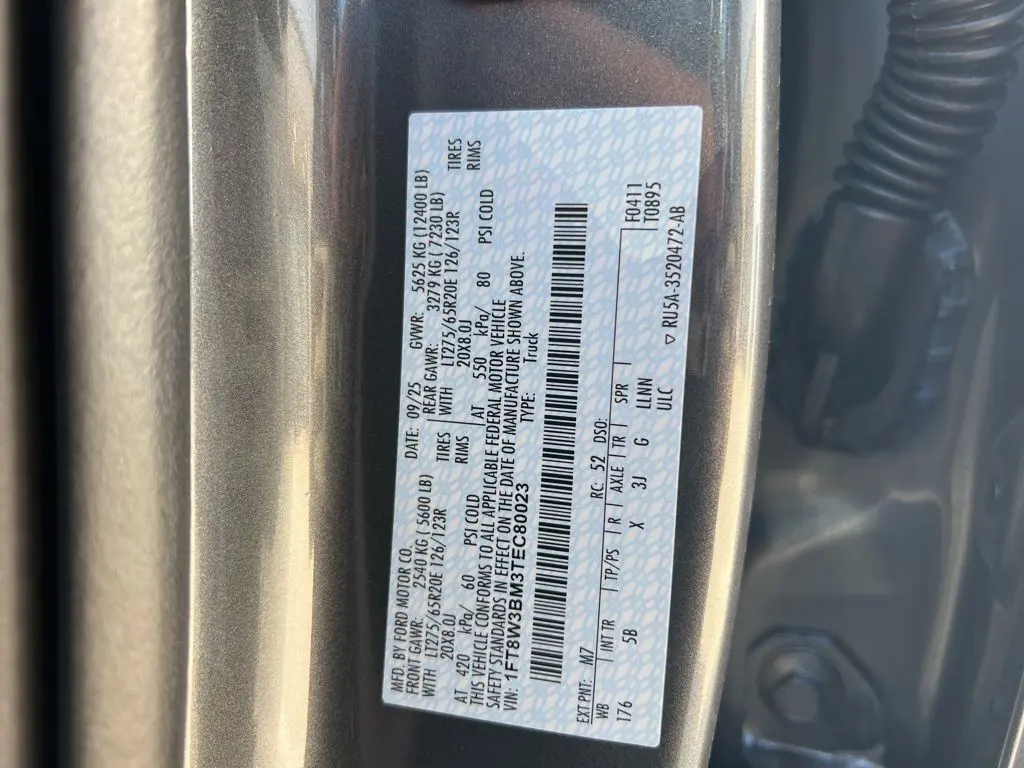 MFD. BY FORD MOTOR CO. DATE: 09/25 GVWR: 5625 KG (12400 LB)
FRONT GAWR: 2540 KG (5600 LB) REAR GAWR: 3279 KG (7230 LB)
WITH LT275/65R20E 126/123R TIRES WITH LT275/65R20E 126/123R TIRES
20X8.0J RIMS 20X8.0J RIMS
AT 420 kPa/ 60 PSI COLD AT 550 kPa/ 80 PSI COLD
THIS VEHICLE CONFORMS TO ALL APPLICABLE FEDERAL MOTOR VEHICLE
SAFETY STANDARDS IN EFFECT ON THE DATE OF MANUFACTURE SHOWN ABOVE.
VIN: 1FT8W3BM3TEC80023 TYPE: Truck
EXT PNT: M7 RC: 52 DSO:
WB INT TR TP/PS R AXLE TR SPR F0411
176 5B X 3J G LLNN T0895
ULC
▽ RU5A-3520472-AB